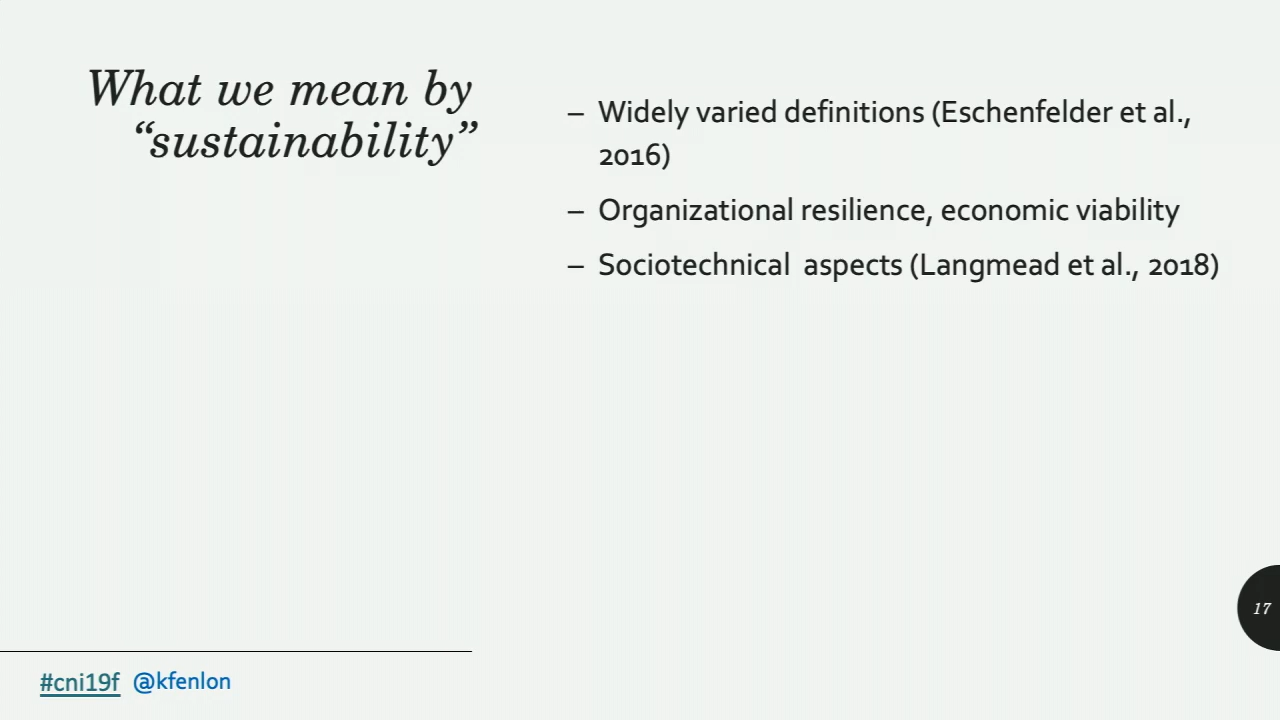 What we mean by
“sustainability”
– Widely varied definitions (Eschenfelder et al.,
2016)
– Organizational resilience, economic viability
– Sociotechnical aspects (Langmead et al., 2018)
17
#cni19f @kfenlon